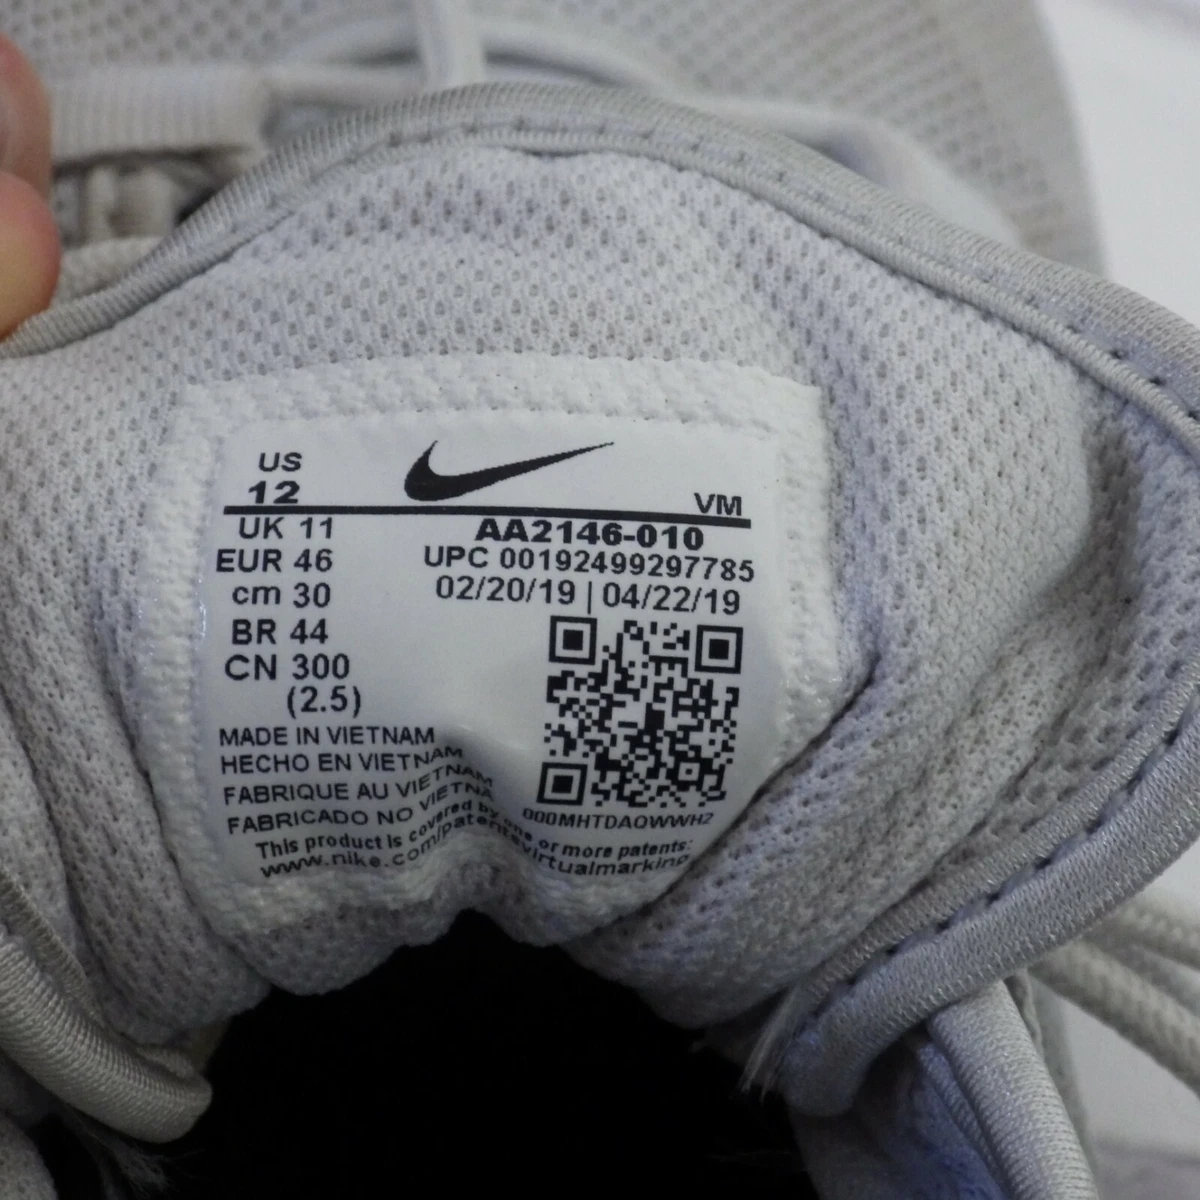 US
12
VM
UK 11
AA2146-010
EUR 46
UPC 00192499297785
cm 30
02/20/19 | 04/22/19
BR 44
CN 300
(2.5)
MADE IN VIETNAM
HECHO EN VIETNAM
FABRIQUE AU VIETNAM
FABRICADO NO VIETNA
000MHTDAQWWH2
This product is covered by one or more patents:
www.nike.com/patentsvirtualmarking